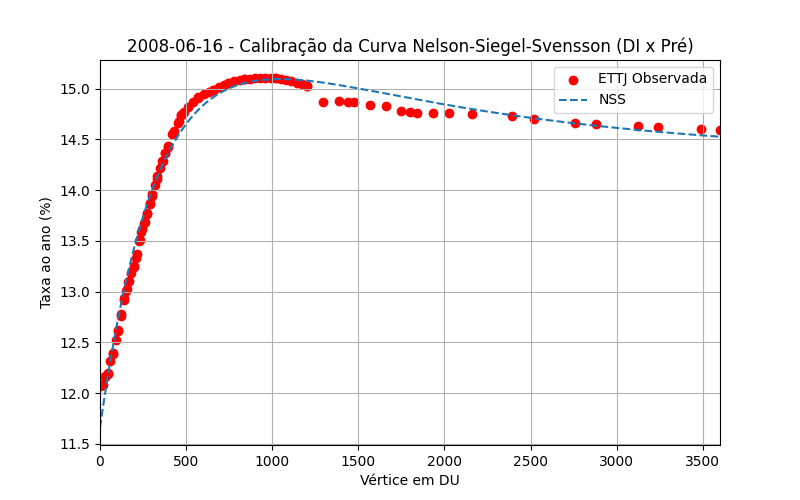 2008-06-16 - Calibração da Curva Nelson-Siegel-Svensson (DI x Pré)
ETTJ Observada
NSS
Taxa ao ano (%)
15.0
14.5
14.0
13.5
13.0
12.5
12.0
11.5
0 500 1000 1500 2000 2500 3000 3500
Vértice em DU